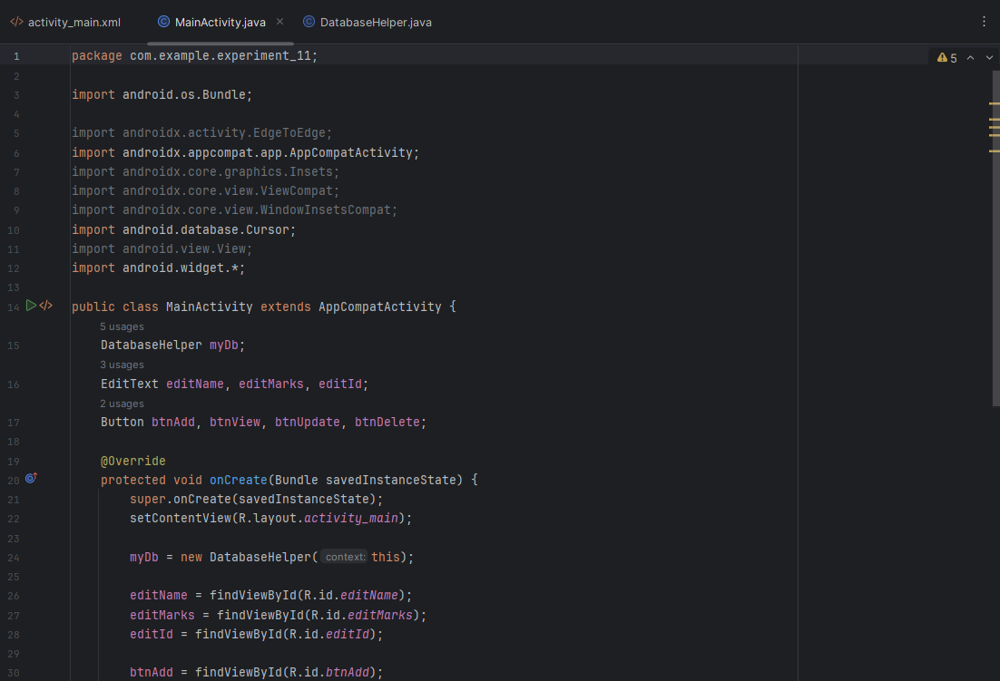 activity_main.xml MainActivity.java DatabaseHelper.java
1 package com.example.experiment_11; 5
2
3 import android.os.Bundle;
4
5 import androidx.activity.EdgeToEdge;
6 import androidx.appcompat.app.AppCompatActivity;
7 import androidx.core.graphics.Insets;
8 import androidx.core.view.ViewCompat;
9 import androidx.core.view.WindowInsetsCompat;
10 import android.database.Cursor;
11 import android.view.View;
12 import android.widget.*;
13
14 public class MainActivity extends AppCompatActivity {
5 usages
15 DatabaseHelper myDb;
3 usages
16 EditText editName, editMarks, editId;
2 usages
17 Button btnAdd, btnView, btnUpdate, btnDelete;
18
19 @Override
20 protected void onCreate(Bundle savedInstanceState) {
21 super.onCreate(savedInstanceState);
22 setContentView(R.layout.activity_main);
23
24 myDb = new DatabaseHelper( context: this);
25
26 editName = findViewById(R.id.editName);
27 editMarks = findViewById(R.id.editMarks);
28 editId = findViewById(R.id.editId);
29
30 btnAdd = findViewById(R.id.btnAdd);